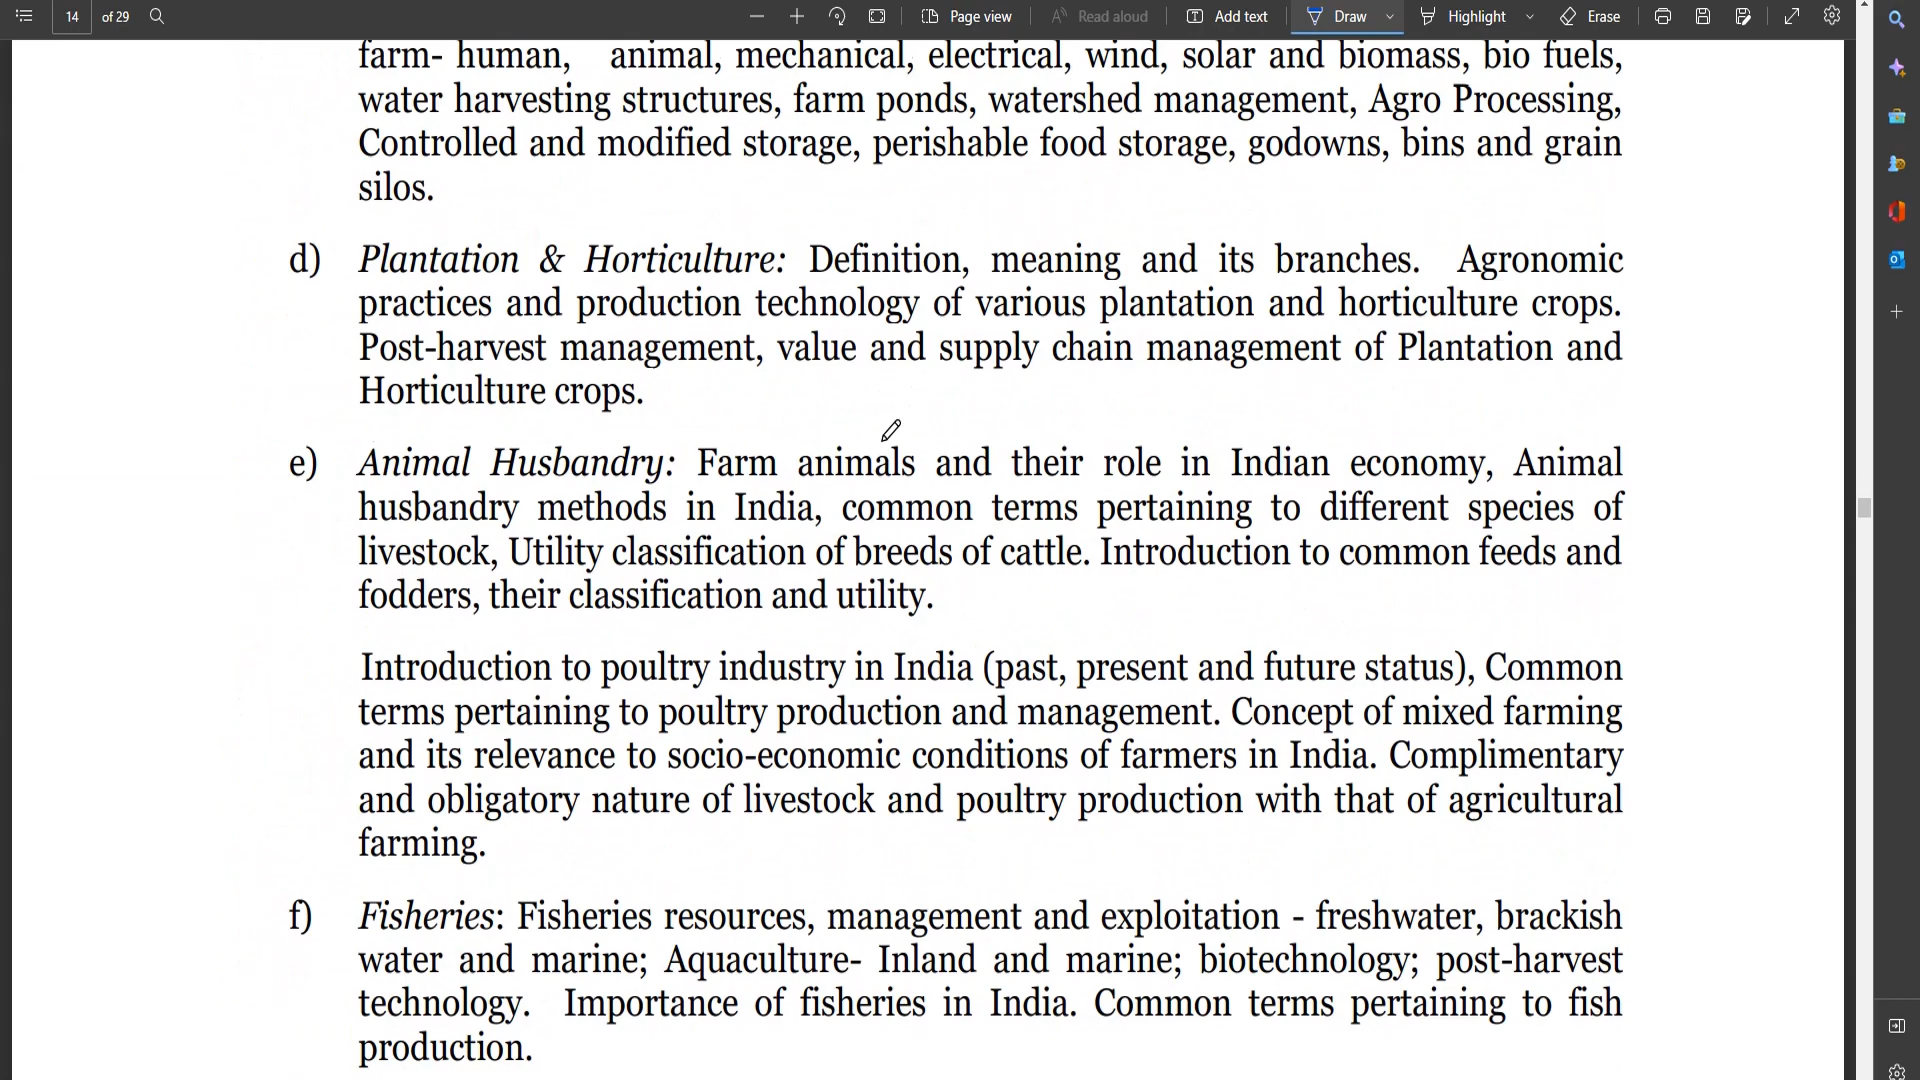 14 of 29
Page view
Read aloud
Add text
Draw
Highlight
Erase
farm- human, animal, mechanical, electrical, wind, solar and biomass, bio fuels,
water harvesting structures, farm ponds, watershed management, Agro Processing,
Controlled and modified storage, perishable food storage, godowns, bins and grain
silos.
d) Plantation & Horticulture: Definition, meaning and its branches. Agronomic
practices and production technology of various plantation and horticulture crops.
Post-harvest management, value and supply chain management of Plantation and
Horticulture crops.
e) Animal Husbandry: Farm animals and their role in Indian economy, Animal
husbandry methods in India, common terms pertaining to different species of
livestock, Utility classification of breeds of cattle. Introduction to common feeds and
fodders, their classification and utility.
Introduction to poultry industry in India (past, present and future status), Common
terms pertaining to poultry production and management. Concept of mixed farming
and its relevance to socio-economic conditions of farmers in India. Complimentary
and obligatory nature of livestock and poultry production with that of agricultural
farming.
f) Fisheries: Fisheries resources, management and exploitation - freshwater, brackish
water and marine; Aquaculture- Inland and marine; biotechnology; post-harvest
technology. Importance of fisheries in India. Common terms pertaining to fish
production.